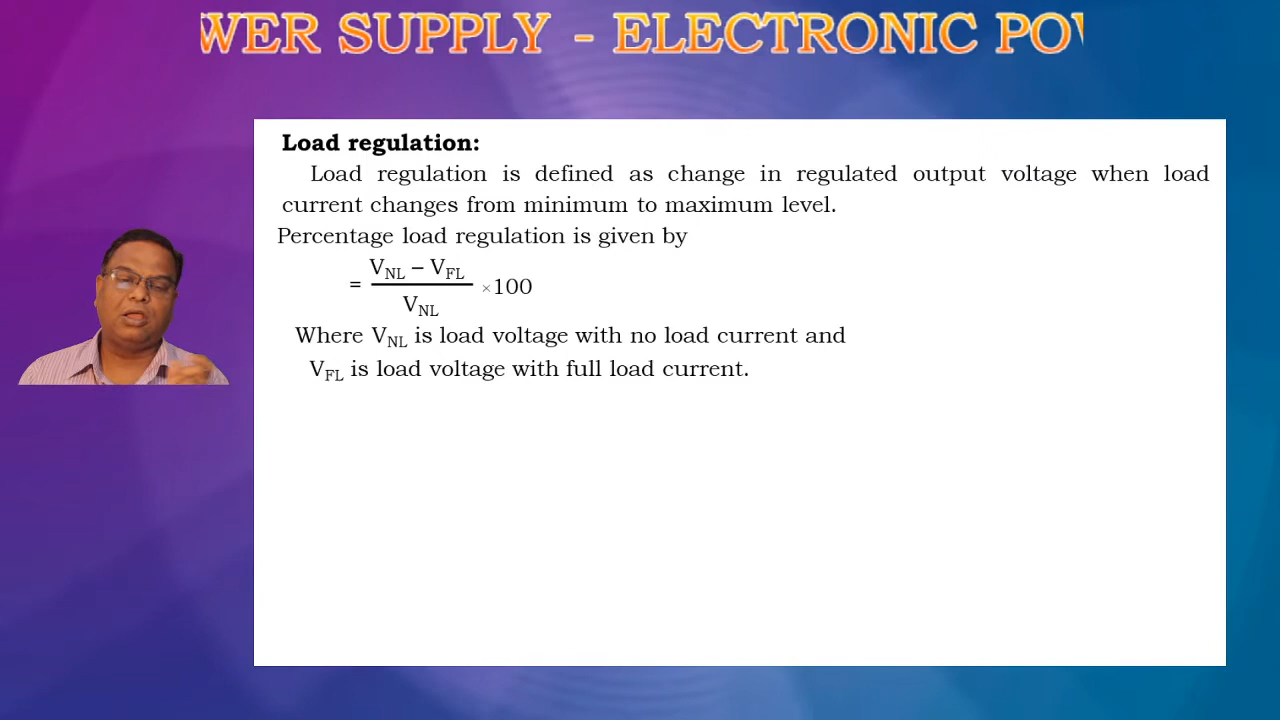 WER SUPPLY - ELECTRONIC POW
Load regulation:
Load regulation is defined as change in regulated output voltage when load
current changes from minimum to maximum level.
Percentage load regulation is given by
= (V_NL – V_FL) / V_NL ×100
Where V_NL is load voltage with no load current and
V_FL is load voltage with full load current.